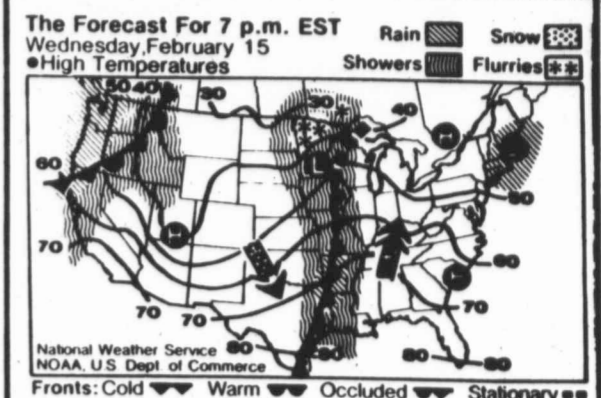 The Forecast For 7 p.m. EST
Wednesday,February 15
•High Temperatures
Rain Snow
Showers Flurries
50 40 30 30 40
60
H
L
H
50
70
60
70
70 70
80 80 80 80
National Weather Service
NOAA, U.S. Dept. of Commerce
Fronts: Cold Warm Occluded Stationary